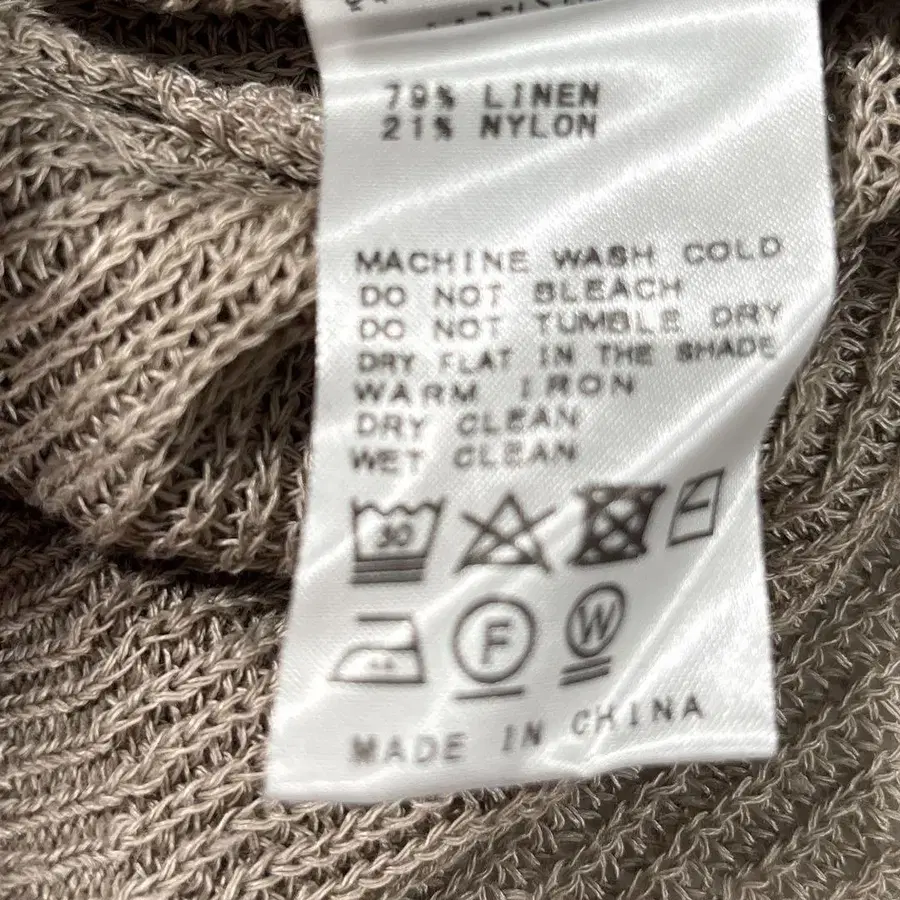 79% LINEN
21% NYLON
MACHINE WASH COLD
DO NOT BLEACH
DO NOT TUMBLE DRY
DRY FLAT IN THE SHADE
WARM IRON
DRY CLEAN
WET CLEAN
30
F W
MADE IN CHINA